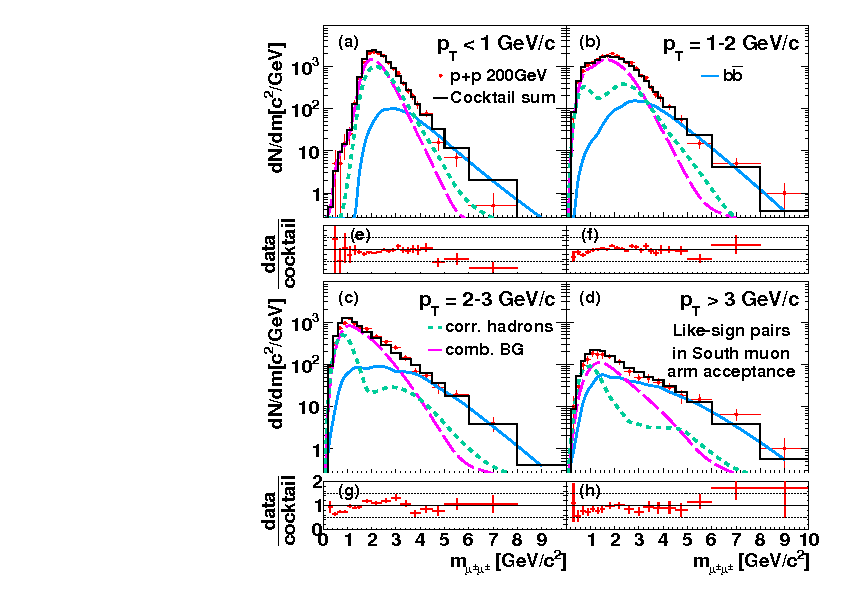 (a) p_T < 1 GeV/c
p+p 200GeV
Cocktail sum
dN/dm[c²/GeV]
10³
10²
10
1
(b) p_T = 1-2 GeV/c
bb̅
data
cocktail
(e)
(f)
(c) p_T = 2-3 GeV/c
corr. hadrons
comb. BG
dN/dm[c²/GeV]
10³
10²
10
1
(d) p_T > 3 GeV/c
Like-sign pairs
in South muon
arm acceptance
data
cocktail
2
1
0
(g)
(h)
0 1 2 3 4 5 6 7 8 9
1 2 3 4 5 6 7 8 9 10
m_μ±μ± [GeV/c²]
m_μ±μ± [GeV/c²]